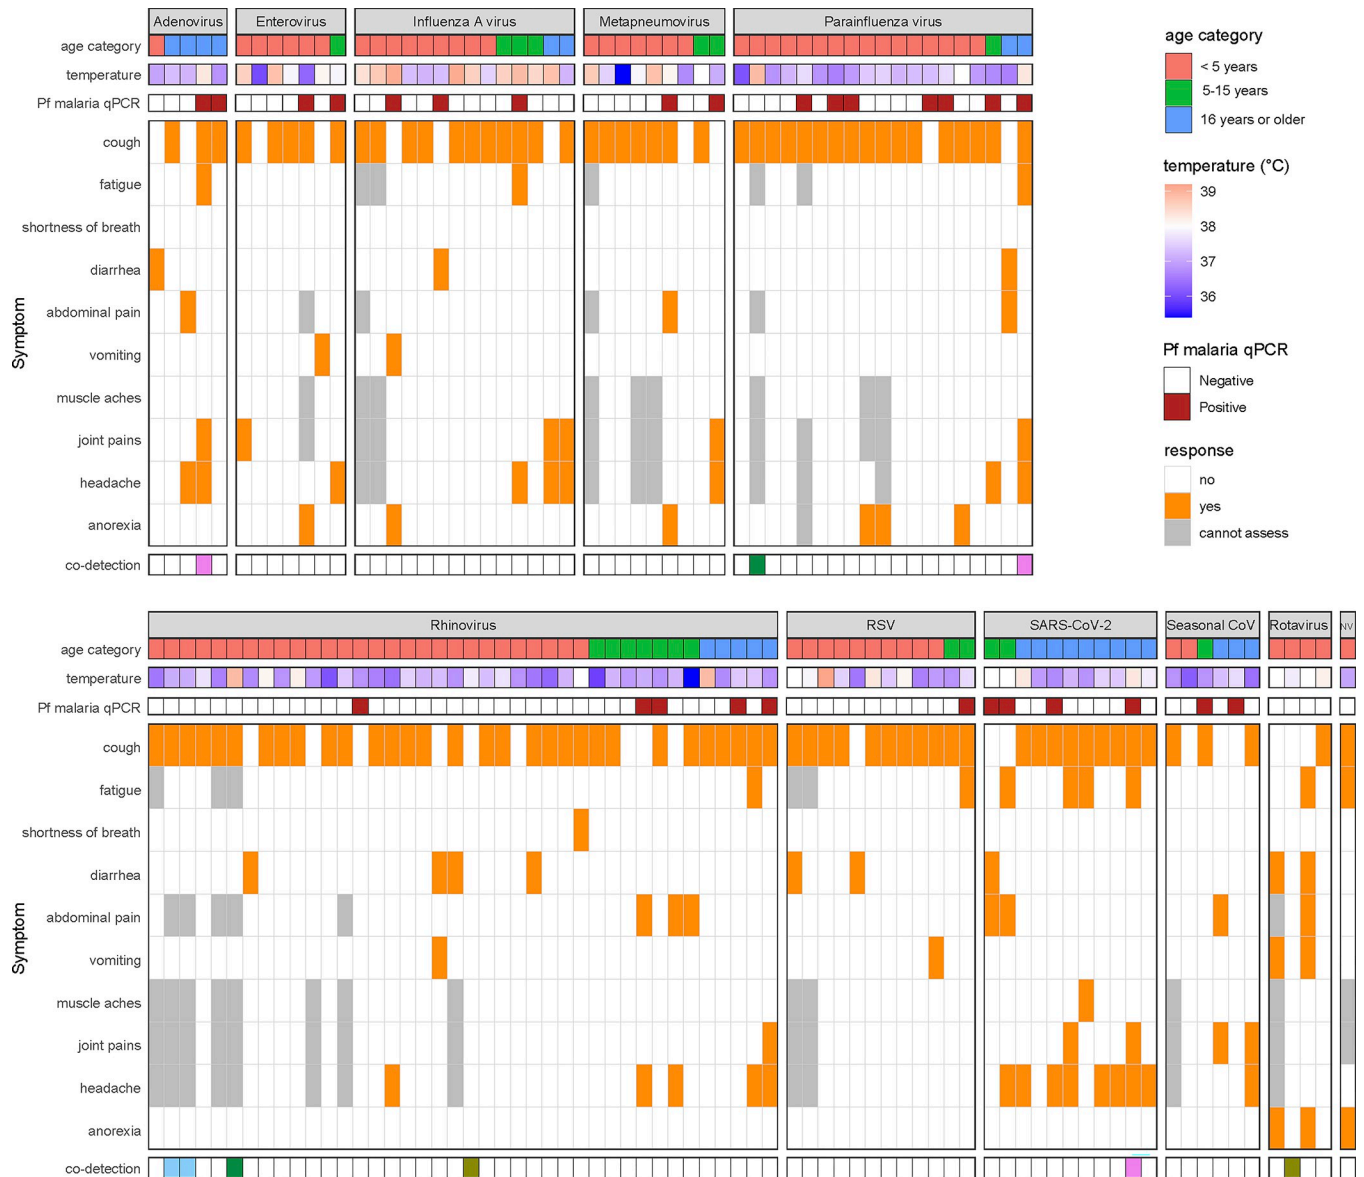 Adenovirus Enterovirus Influenza A virus Metapneumovirus Parainfluenza virus
age category
temperature
Pf malaria qPCR
cough
fatigue
shortness of breath
diarrhea
abdominal pain
vomiting
muscle aches
joint pains
headache
anorexia
co-detection
Symptom
age category
< 5 years
5-15 years
16 years or older
temperature (°C)
39
38
37
36
Pf malaria qPCR
Negative
Positive
response
no
yes
cannot assess
Rhinovirus RSV SARS-CoV-2 Seasonal CoV Rotavirus NV
age category
temperature
Pf malaria qPCR
cough
fatigue
shortness of breath
diarrhea
abdominal pain
vomiting
muscle aches
joint pains
headache
anorexia
co-detection
Symptom